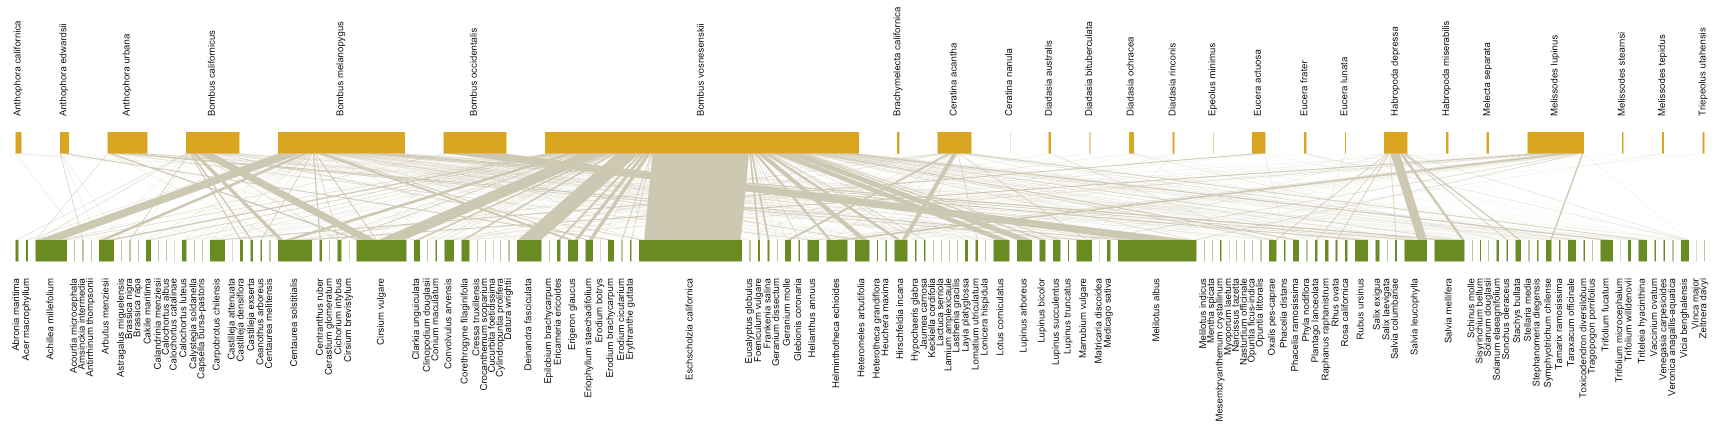 Anthophora californica
Anthophora edwardsii
Anthophora urbana
Bombus californicus
Bombus melanopygus
Bombus occidentalis
Bombus vosnesenskii
Brachymelecta californica
Ceratina acantha
Ceratina nanula
Diadasia australis
Diadasia bituberculata
Diadasia ochracea
Diadasia rinconis
Epeolus minimus
Eucera actuosa
Eucera frater
Eucera lunata
Habropoda depressa
Habropoda miserabilis
Melecta separata
Melissodes lupinus
Melissodes stearnsi
Melissodes tepidus
Triepeolus utahensis
Abronia maritima
Acer macrophyllum
Achillea millefolium
Acourtia microcephala
Amsinckia intermedia
Antirrhinum thompsonii
Arbutus menziesii
Astragalus miguelensis
Brassica nigra
Brassica rapa
Cakile maritima
Calandrinia menziesii
Calochortus albus
Calochortus catalinae
Calochortus luteus
Calystegia soldanella
Capsella bursa-pastoris
Carpobrotus chilensis
Castilleja attenuata
Castilleja densiflora
Castilleja exserta
Ceanothus arboreus
Centaurea melitensis
Centaurea solstitialis
Centranthus ruber
Cerastium glomeratum
Cichorium intybus
Cirsium brevistylum
Cirsium vulgare
Clarkia unguiculata
Clinopodium douglasii
Conium maculatum
Convolvulus arvensis
Corethrogyne filaginifolia
Cressa truxillensis
Crocanthemum scoparium
Cucurbita foetidissima
Cylindropuntia prolifera
Datura wrightii
Deinandra fasciculata
Epilobium brachycarpum
Ericameria ericoides
Erigeron glaucus
Eriophyllum staechadifolium
Erodium botrys
Erodium brachycarpum
Erodium cicutarium
Erythranthe guttata
Eschscholzia californica
Eucalyptus globulus
Foeniculum vulgare
Frankenia salina
Geranium dissectum
Geranium molle
Glebionis coronaria
Helianthus annuus
Helminthotheca echioides
Heteromeles arbutifolia
Heterotheca grandiflora
Heuchera maxima
Hirschfeldia incana
Hypochaeris glabra
Jaumea carnosa
Keckiella cordifolia
Lactuca serriola
Lamium amplexicaule
Lastarriaea gracilis
Layia platyglossa
Lomatium utriculatum
Lonicera hispidula
Lotus corniculatus
Lupinus arboreus
Lupinus bicolor
Lupinus succulentus
Lupinus truncatus
Marrubium vulgare
Matricaria discoidea
Medicago sativa
Melilotus albus
Melilotus indicus
Mentha spicata
Mesembryanthemum crystallinum
Myoporum laetum
Narcissus tazetta
Nasturtium officinale
Opuntia ficus-indica
Opuntia littoralis
Oxalis pes-caprae
Phacelia distans
Phacelia ramosissima
Phyla nodiflora
Plantago lanceolata
Raphanus raphanistrum
Rhus ovata
Rosa californica
Rubus ursinus
Salix exigua
Salix laevigata
Salvia columbariae
Salvia leucophylla
Salvia mellifera
Schinus molle
Sisyrinchium bellum
Solanum douglasii
Solanum elaeagnifolium
Sonchus oleraceus
Stachys bullata
Stellaria media
Stephanomeria diegensis
Symphyotrichum chilense
Tamarix ramosissima
Taraxacum officinale
Toxicodendron diversilobum
Tragopogon porrifolius
Trifolium fucatum
Trifolium microcephalum
Trifolium willdenovii
Triteleia hyacinthina
Vaccinium ovatum
Venegasia carpesioides
Veronica anagallis-aquatica
Vicia benghalensis
Vinca major
Zeltnera davyi